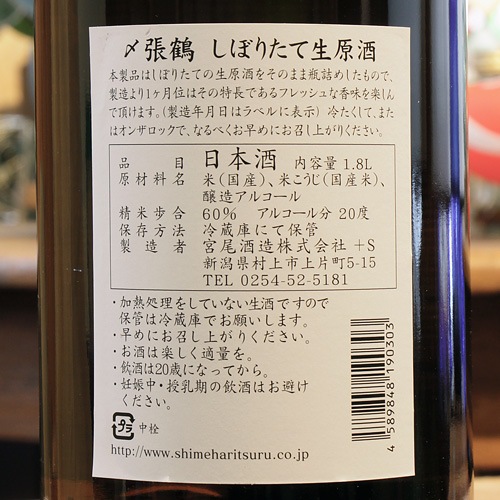 〆張鶴 しぼりたて生原酒
本製品はしぼりたての生原酒をそのまま瓶詰めしたもので、
製造より1ヶ月位はその特長であるフレッシュな香味を楽しん
で頂けます。(製造年月日はラベルに表示) 冷たくして、また
はオンザロックで、なるべくお早めにお召し上がりください。
品目 日本酒 内容量 1.8L
原材料名 米(国産)、米こうじ(国産米)、
醸造アルコール
精米歩合 60% アルコール分 20度
保存方法 冷蔵庫にて保管
製造者 宮尾酒造株式会社 +S
新潟県村上市上片町5-15
TEL 0254-52-5181
・加熱処理をしていない生酒ですので
保管は冷蔵庫でお願いします。
・早めにお召し上がりください。
・お酒は楽しく適量を。
・飲酒は20歳になってから。
・妊娠中・授乳期の飲酒はお避け
ください。
プラ 中栓
http://www.shimeharitsuru.co.jp
4 589848 190303